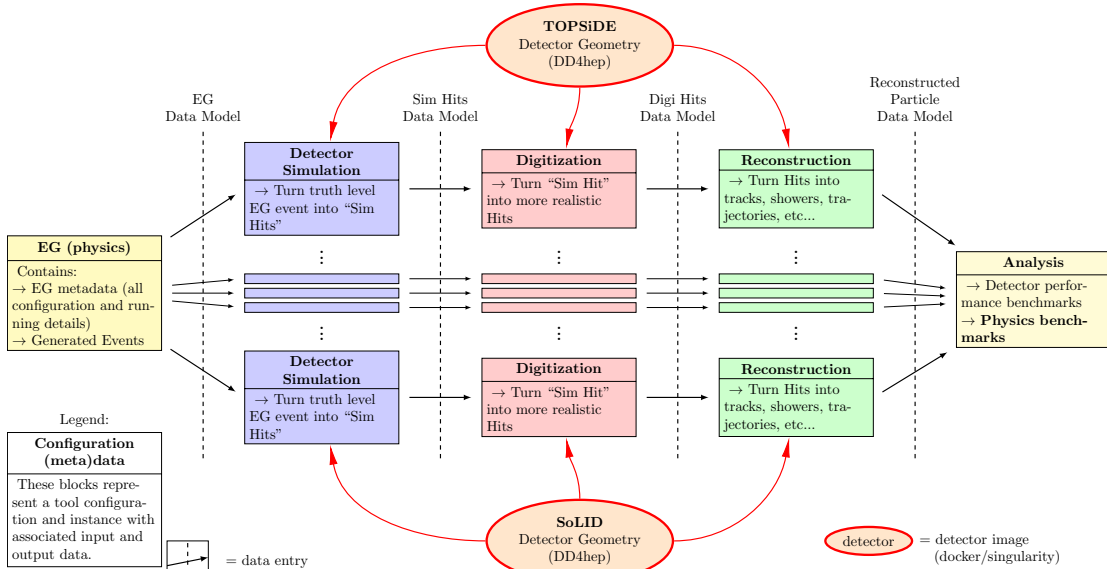 TOPSiDE
Detector Geometry
(DD4hep)
EG
Data Model
Sim Hits
Data Model
Digi Hits
Data Model
Reconstructed
Particle
Data Model
Detector
Simulation
→ Turn truth level
EG event into “Sim
Hits”
Digitization
→ Turn “Sim Hit”
into more realistic
Hits
Reconstruction
→ Turn Hits into
tracks, showers, tra-
jectories, etc...
EG (physics)
Contains:
→ EG metadata (all
configuration and run-
ning details)
→ Generated Events
Analysis
→ Detector perfor-
mance benchmarks
→ Physics bench-
marks
Detector
Simulation
→ Turn truth level
EG event into “Sim
Hits”
Digitization
→ Turn “Sim Hit”
into more realistic
Hits
Reconstruction
→ Turn Hits into
tracks, showers, tra-
jectories, etc...
Legend:
Configuration
(meta)data
These blocks repre-
sent a tool configura-
tion and instance with
associated input and
output data.
= data entry
SoLID
Detector Geometry
(DD4hep)
detector
= detector image
(docker/singularity)